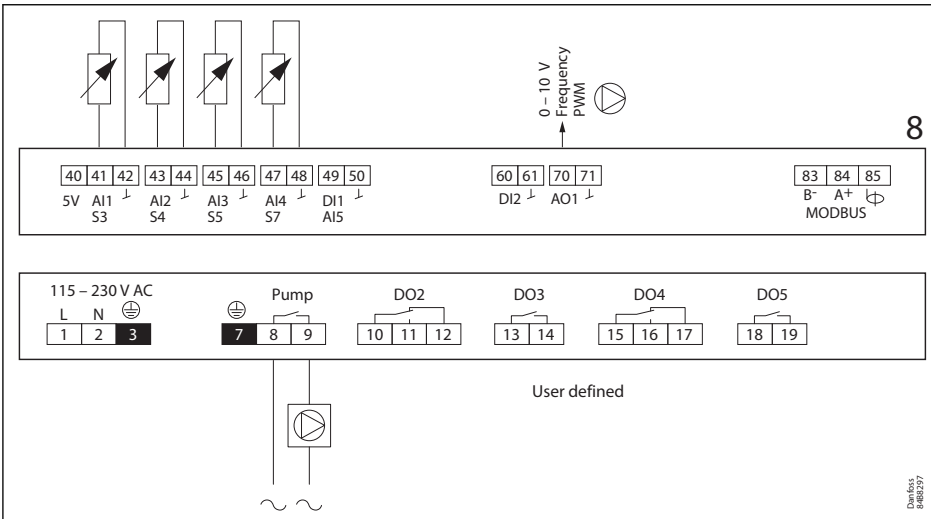 0 – 10 V
Frequency
PWM
8
40 41 42 43 44 45 46 47 48 49 50 60 61 70 71 83 84 85
5V AI1 AI2 AI3 AI4 DI1 DI2 AO1 B- A+
S3 S4 S5 S7 AI5 MODBUS
115 – 230 V AC Pump DO2 DO3 DO4 DO5
L N
1 2 3 7 8 9 10 11 12 13 14 15 16 17 18 19
User defined
Danfoss
84B8297